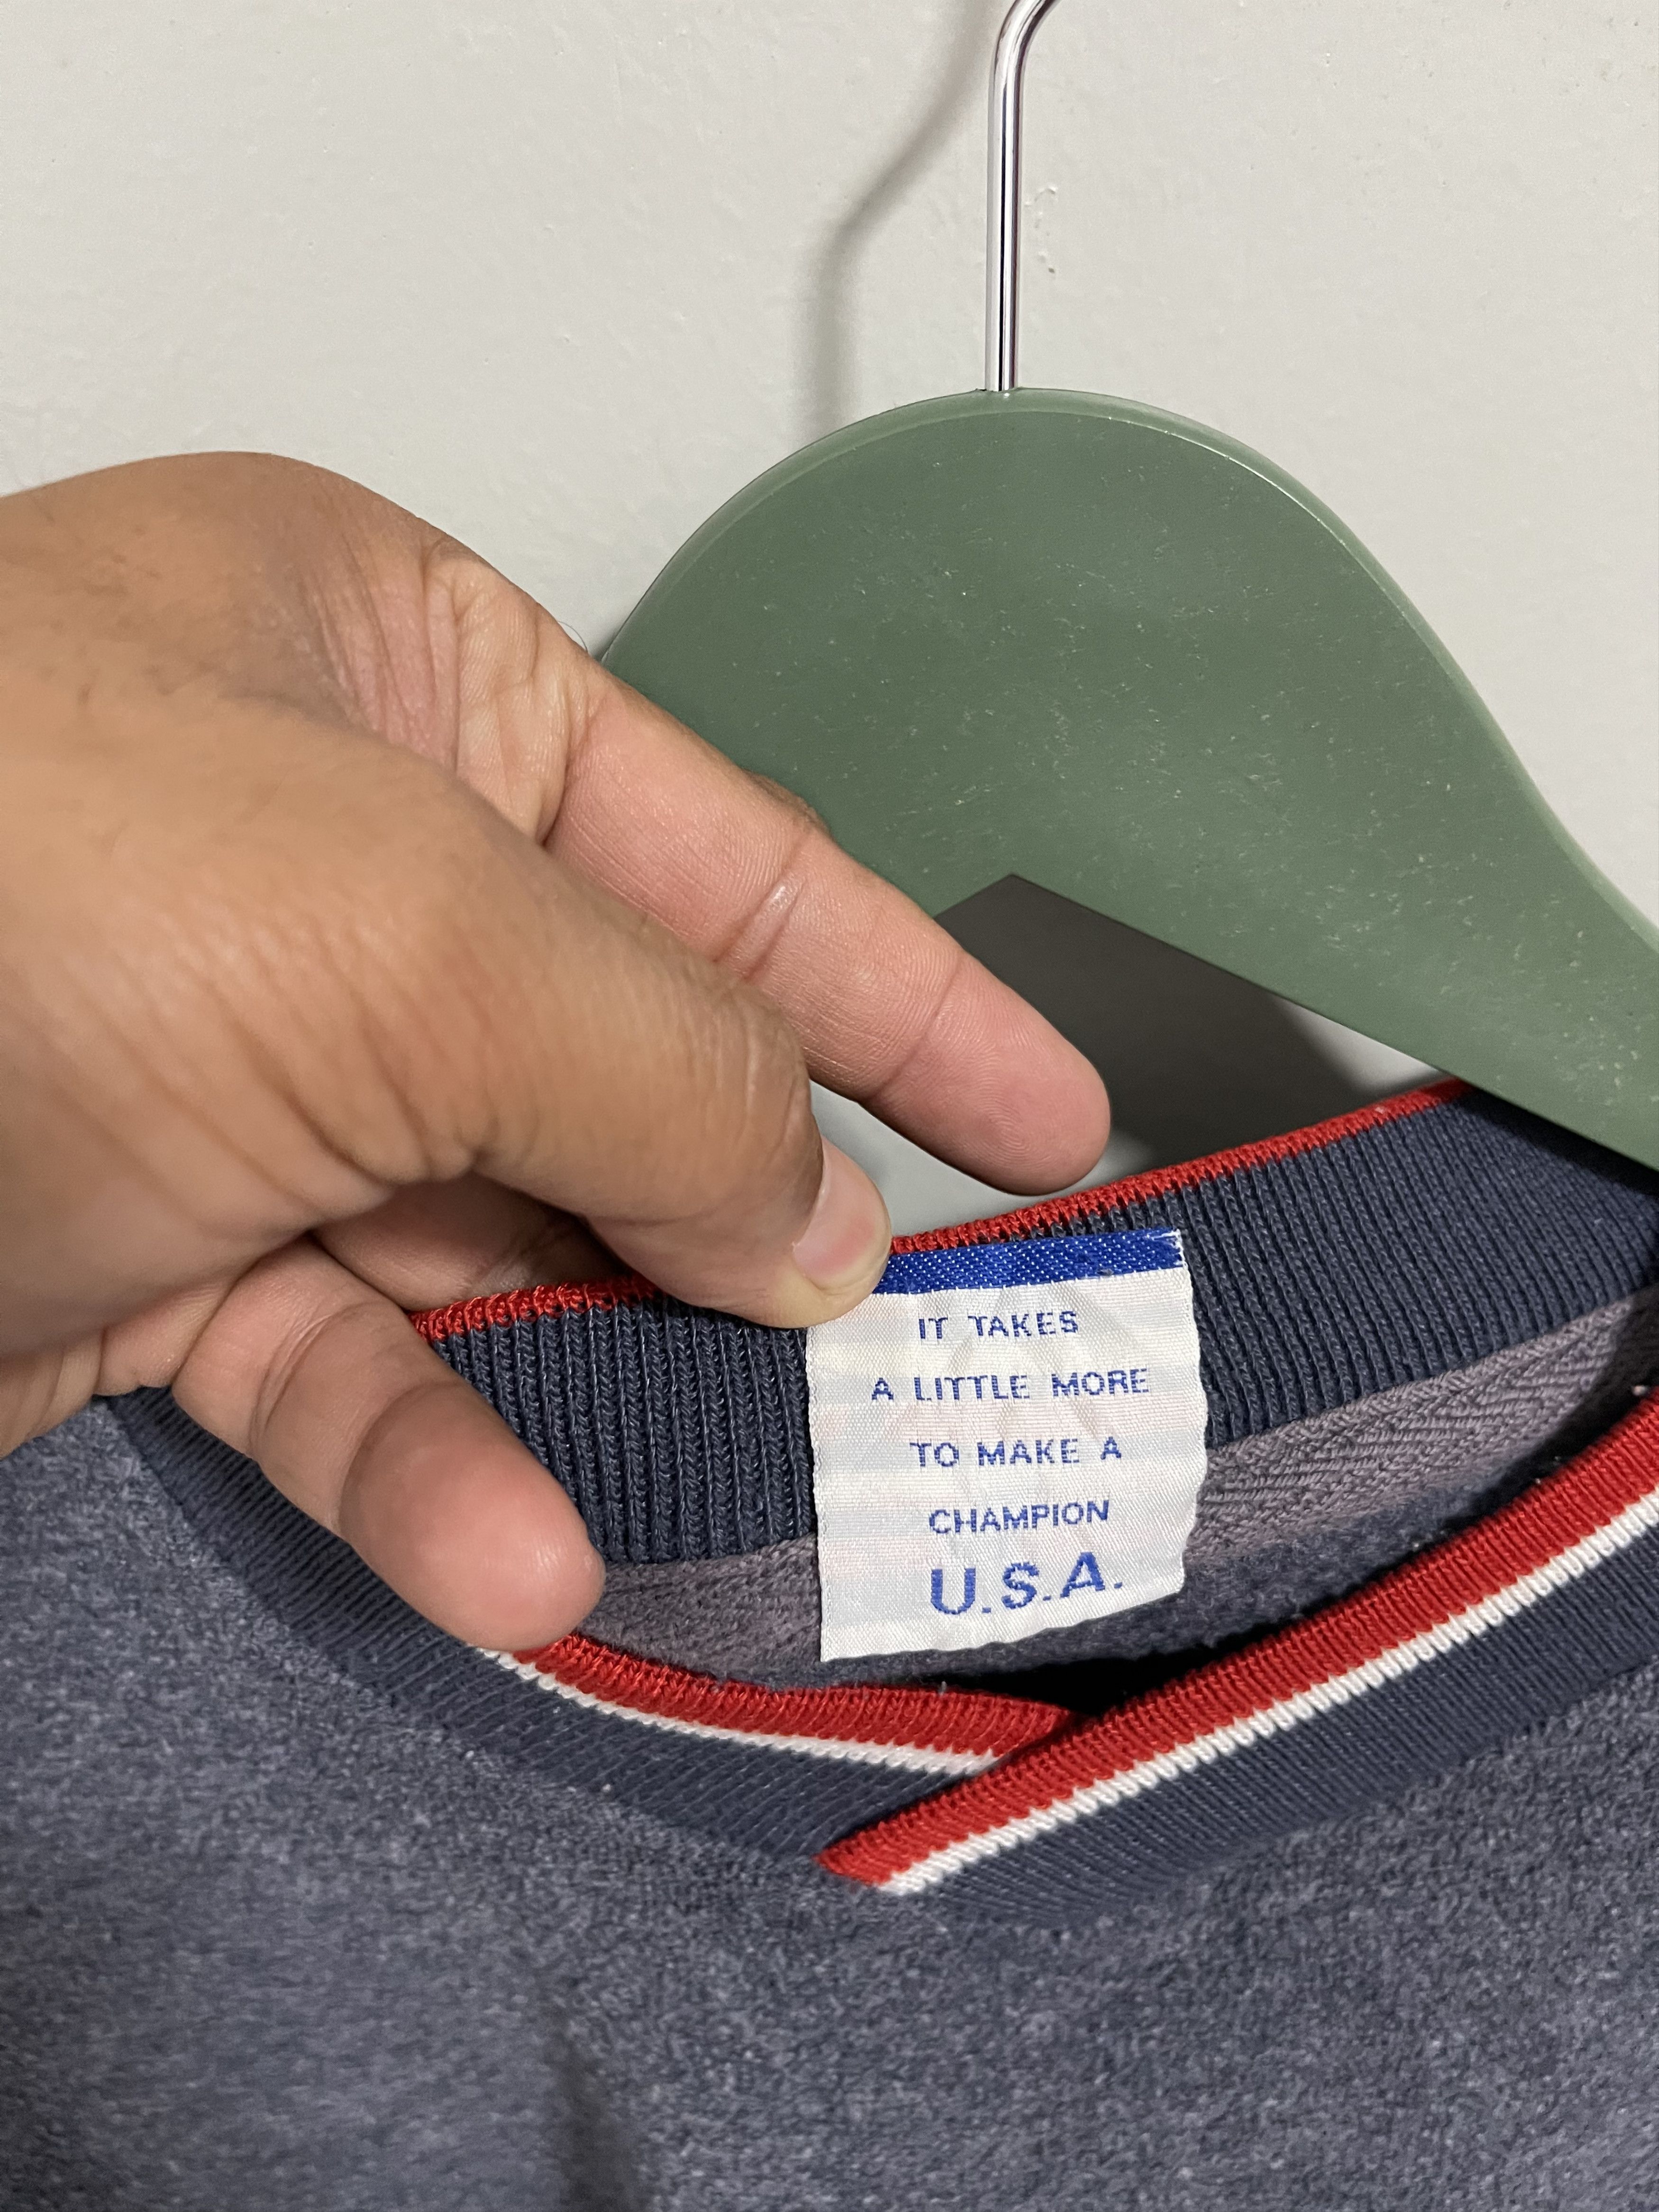 IT TAKES
A LITTLE MORE
TO MAKE A
CHAMPION
U.S.A.